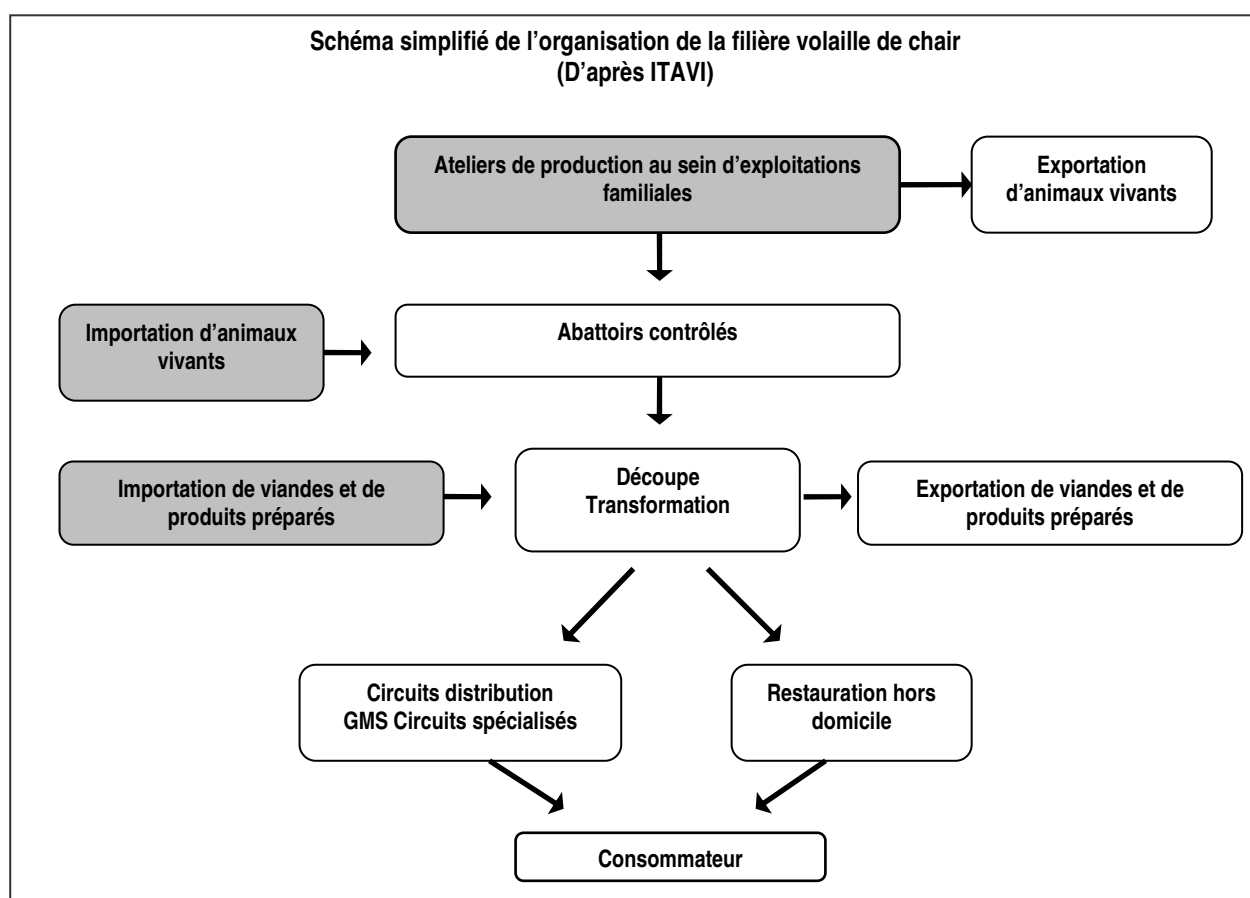 Schéma simplifié de l’organisation de la filière volaille de chair
(D’après ITAVI)
Ateliers de production au sein d’exploitations
familiales
Exportation
d’animaux vivants
Importation d’animaux
vivants
Abattoirs contrôlés
Importation de viandes et de
produits préparés
Découpe
Transformation
Exportation de viandes et de
produits préparés
Circuits distribution
GMS Circuits spécialisés
Restauration hors
domicile
Consommateur